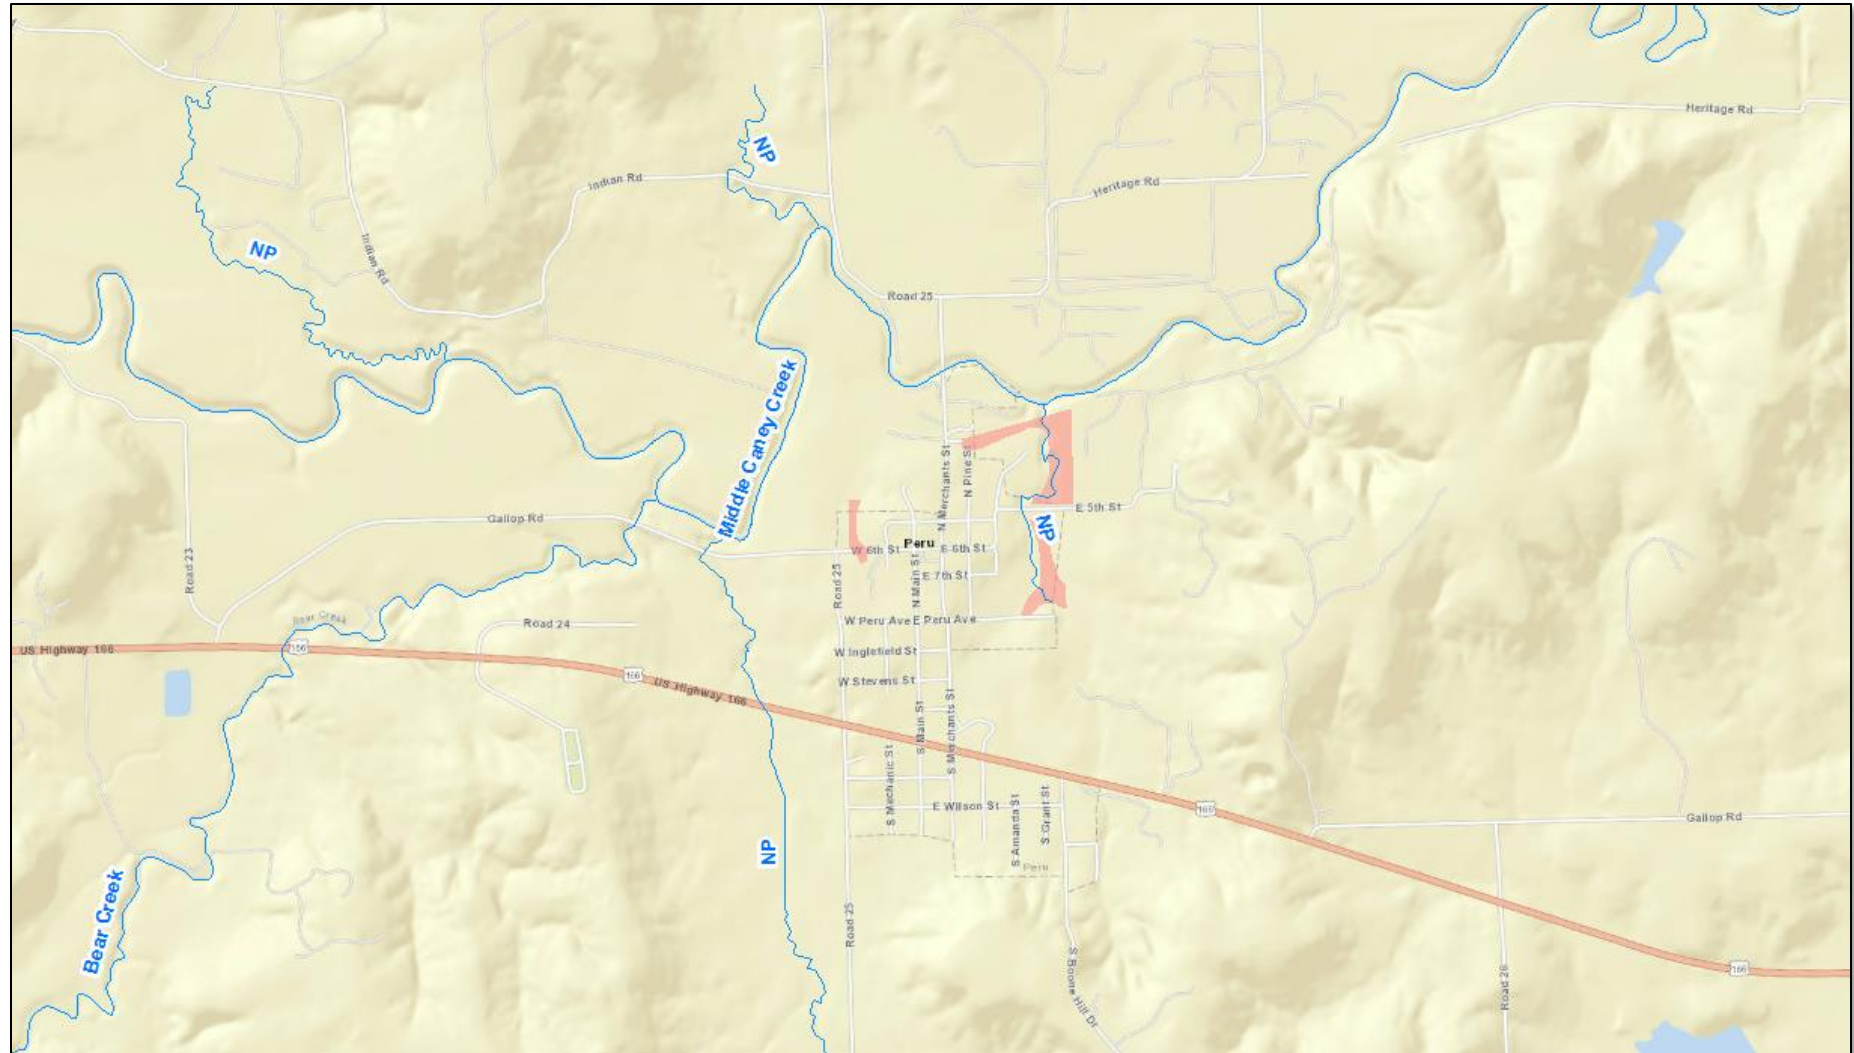 Heritage Rd
NP
Indian Rd
Heritage Rd
NP
Indian Rd
Road 25
Middle Caney Creek
N Merchants St
N Pine St
Gallop Rd
E 5th St
NP
Peru
W 6th St
E 6th St
Road 23
Road 25
N Main St
E 7th St
Bear Creek
Road 24
W Peru Ave
E Peru Ave
US Highway 166
166
W Inglefield St
166
US Highway 166
W Stevens St
S Main St
S Merchants St
S Mechanic St
E Wilson St
S Amanda St
S Grant St
166
Gallop Rd
NP
Peru
Bear Creek
Road 25
S Boone Hill Dr
166
Road 26